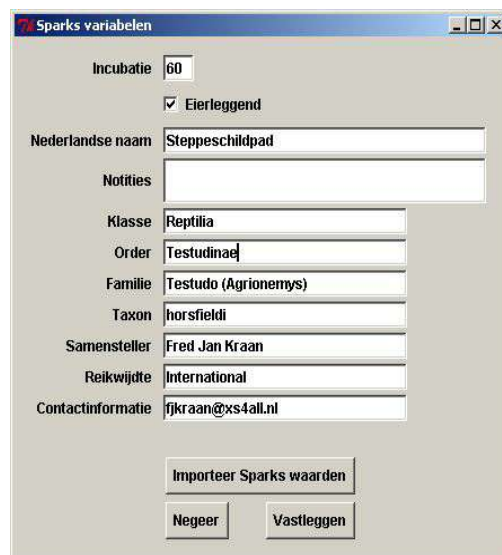 Sparks variabelen
Incubatie 60
Eierleggend
Nederlandse naam Steppeschildpad
Notities
Klasse Reptilia
Order Testudinae
Familie Testudo (Agrionemys)
Taxon horsfieldi
Samensteller Fred Jan Kraan
Reikwijdte International
Contactinformatie fjkraan@xs4all.nl
Importeer Sparks waarden
Negeer Vastleggen